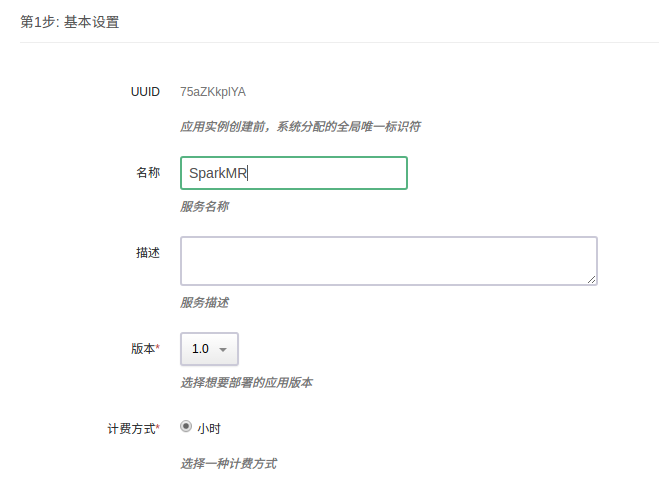 第1步: 基本设置
UUID 75aZKkplYA
应用实例创建前，系统分配的全局唯一标识符
名称 SparkMR
服务名称
描述
服务描述
版本* 1.0
选择想要部署的应用版本
计费方式* 小时
选择一种计费方式